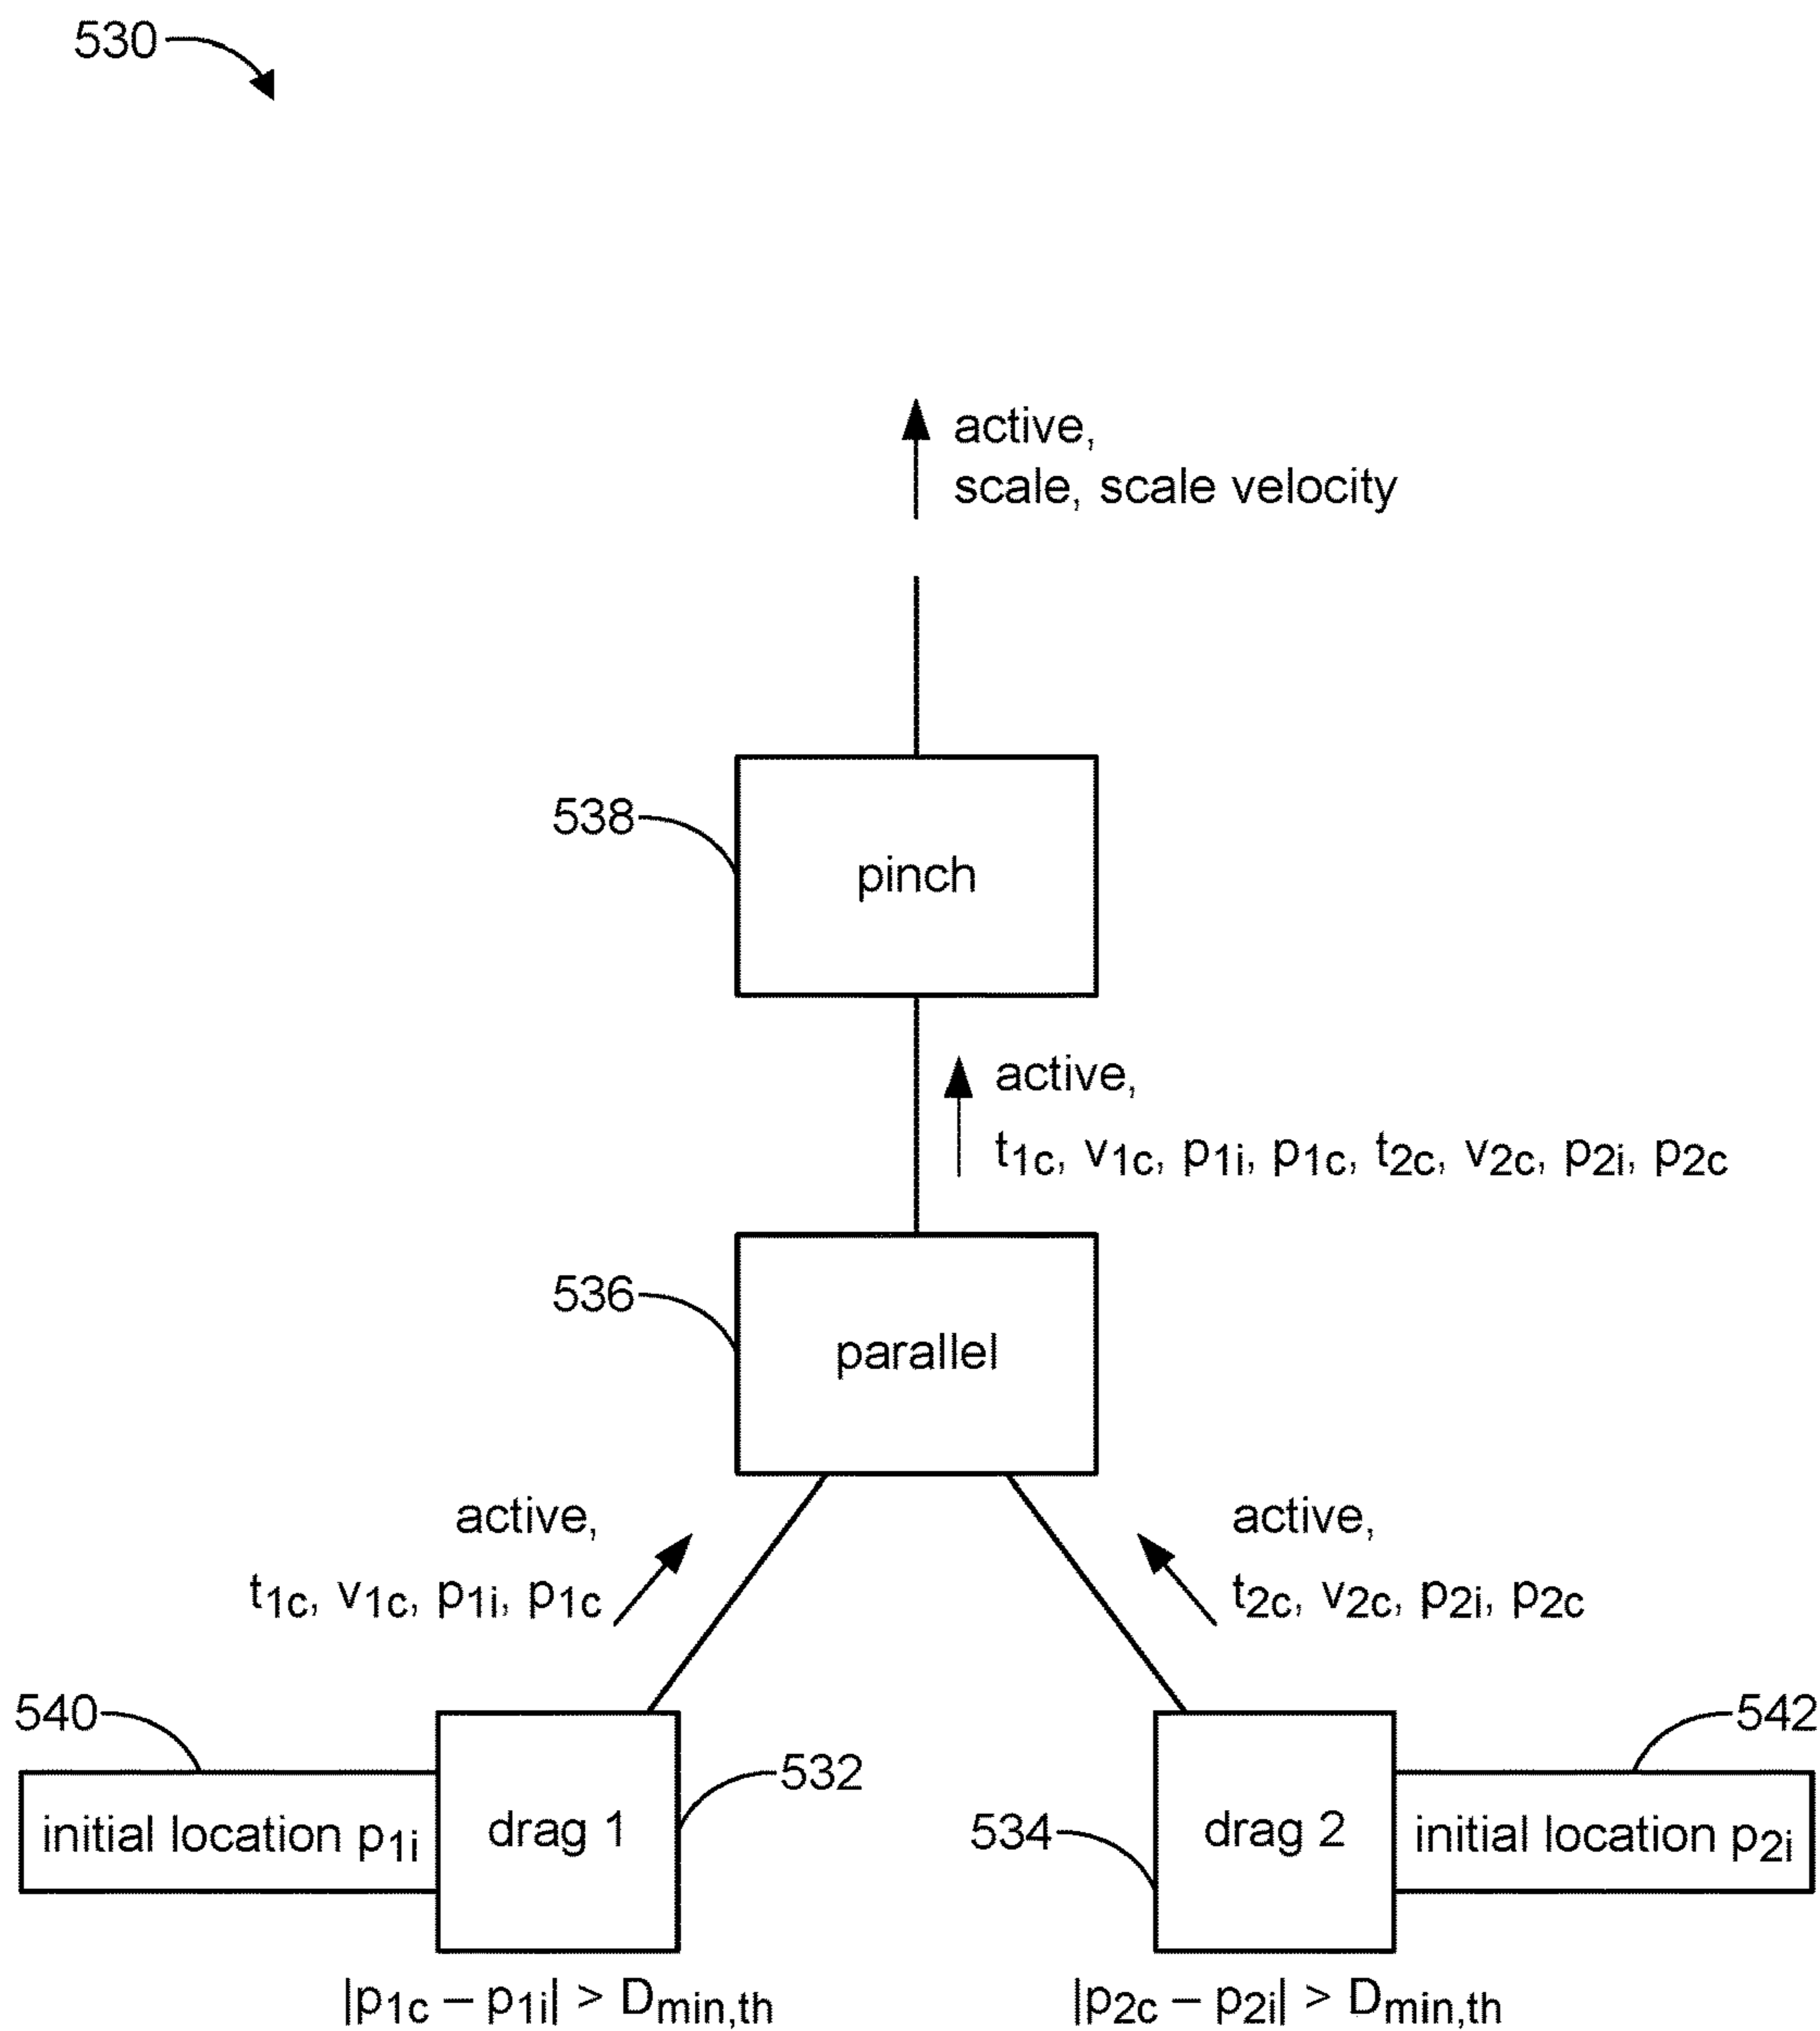 530
active,
scale, scale velocity
538
pinch
active,
t1c, v1c, p1i, p1c, t2c, v2c, p2i, p2c
536
parallel
active,
t1c, v1c, p1i, p1c
active,
t2c, v2c, p2i, p2c
540
initial location p1i
drag 1
532
534
drag 2
542
initial location p2i
|p1c – p1i| > Dmin,th
|p2c – p2i| > Dmin,th